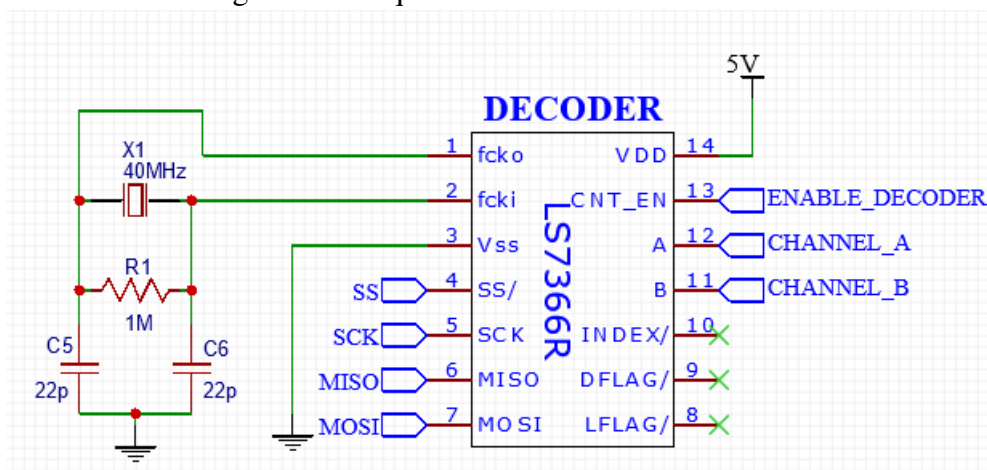 5V
DECODER
X1
40MHz
R1
1M
C5
22p
C6
22p
1 fcko
2 fcki
3 Vss
SS 4 SS/
SCK 5 SCK
MISO 6 MISO
MOSI 7 MOSI
LS7366R
VDD 14
CNT_EN 13 ENABLE_DECODER
A 12 CHANNEL_A
B 11 CHANNEL_B
INDEX/ 10
DFLAG/ 9
LFLAG/ 8